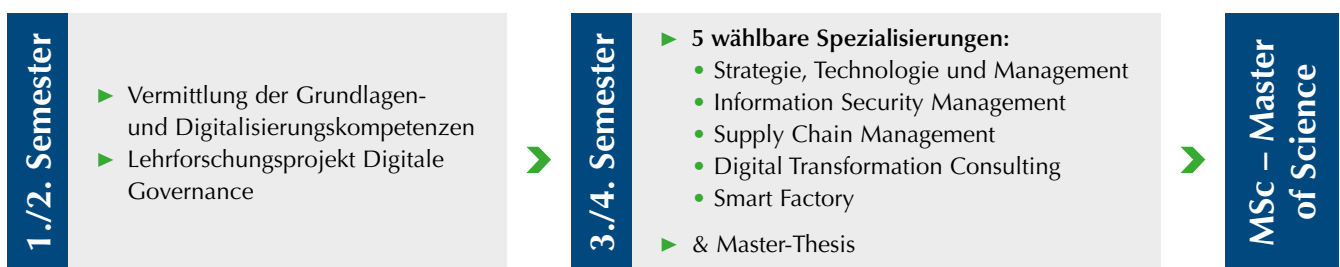 1./2. Semester
► Vermittlung der Grundlagen-
und Digitalisierungskompetenzen
► Lehrforschungsprojekt Digitale
Governance
3./4. Semester
► 5 wählbare Spezialisierungen:
• Strategie, Technologie und Management
• Information Security Management
• Supply Chain Management
• Digital Transformation Consulting
• Smart Factory
► & Master-Thesis
MSc – Master
of Science